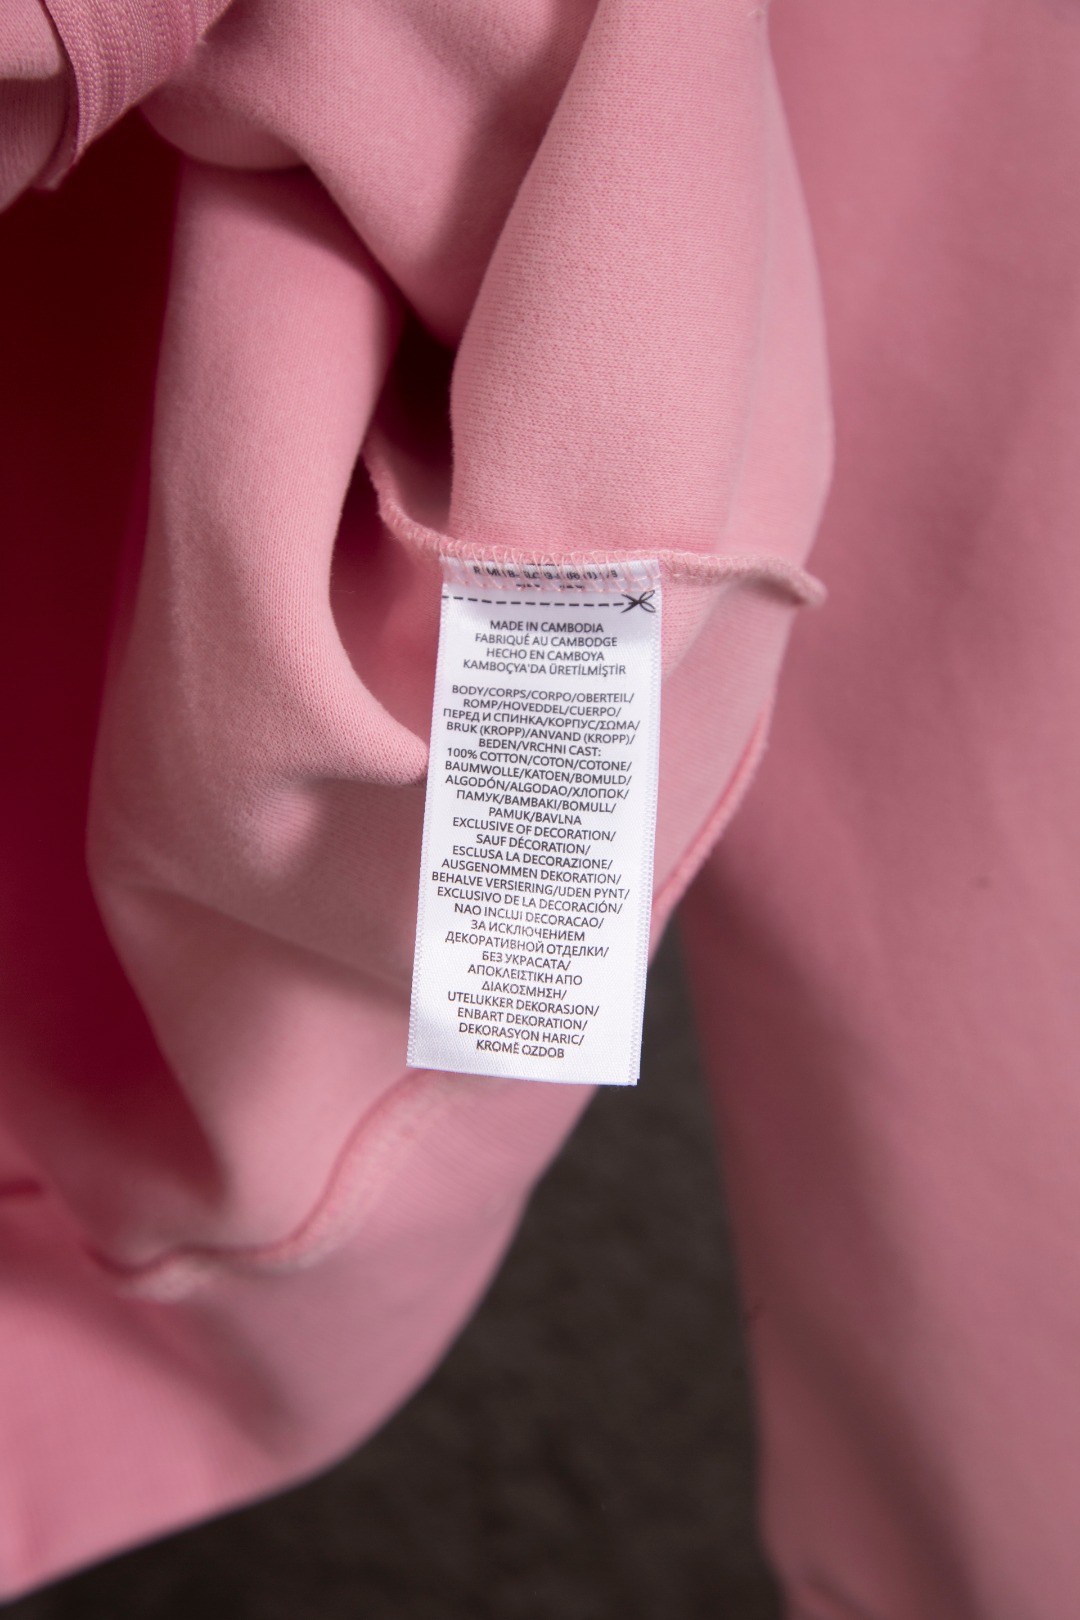 MADE IN CAMBODIA
FABRIQUÉ AU CAMBODGE
HECHO EN CAMBOYA
KAMBOÇYA'DA ÜRETİLMİŞTİR
BODY/CORPS/CORPO/OBERTEIL/
ROMP/HOVEDDEL/CUERPO/
ПЕРЕД И СПИНКА/КОРПУС/ΣΩΜΑ/
BRUK (KROPP)/ANVAND (KROPP)/
BEDEN/VRCHNI CAST:
100% COTTON/COTON/COTONE/
BAUMWOLLE/KATOEN/BOMULD/
ALGODÓN/ALGODAO/ХЛОПОК/
ПАМУК/BAMBAKI/BOMULL/
PAMUK/BAVLNA
EXCLUSIVE OF DECORATION/
SAUF DÉCORATION/
ESCLUSA LA DECORAZIONE/
AUSGENOMMEN DEKORATION/
BEHALVE VERSIERING/UDEN PYNT/
EXCLUSIVO DE LA DECORACIÓN/
NAO INCLUI DECORACAO/
ЗА ИСКЛЮЧЕНИЕМ
ДЕКОРАТИВНОЙ ОТДЕЛКИ/
БЕЗ УКРАСАТА/
ΑΠΟΚΛΕΙΣΤΙΚΗ ΑΠΟ
ΔΙΑΚΟΣΜΗΣΗ/
UTELUKKER DEKORASJON/
ENBART DEKORATION/
DEKORASYON HARIC/
KROMĚ OZDOB